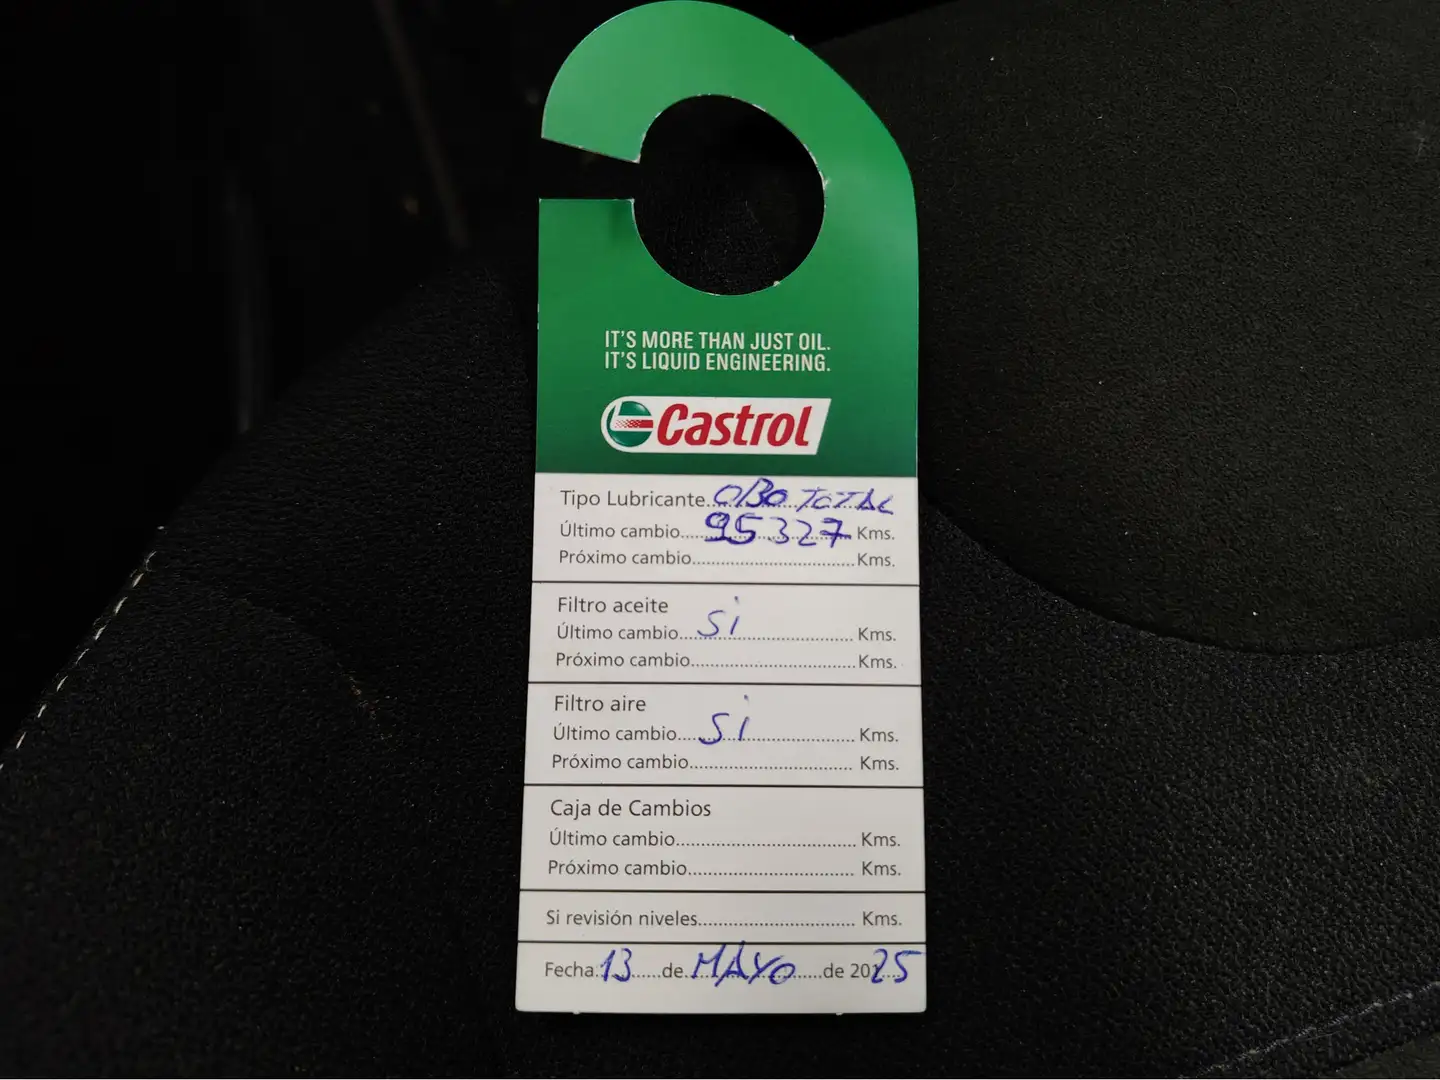 IT'S MORE THAN JUST OIL.
IT'S LIQUID ENGINEERING.
Castrol
Tipo Lubricante OBO TOTAL
Último cambio 95327 Kms.
Próximo cambio Kms.
Filtro aceite
Último cambio Si Kms.
Próximo cambio Kms.
Filtro aire
Último cambio Si Kms.
Próximo cambio Kms.
Caja de Cambios
Último cambio Kms.
Próximo cambio Kms.
Si revisión niveles Kms.
Fecha: 13 de MAYO de 2025